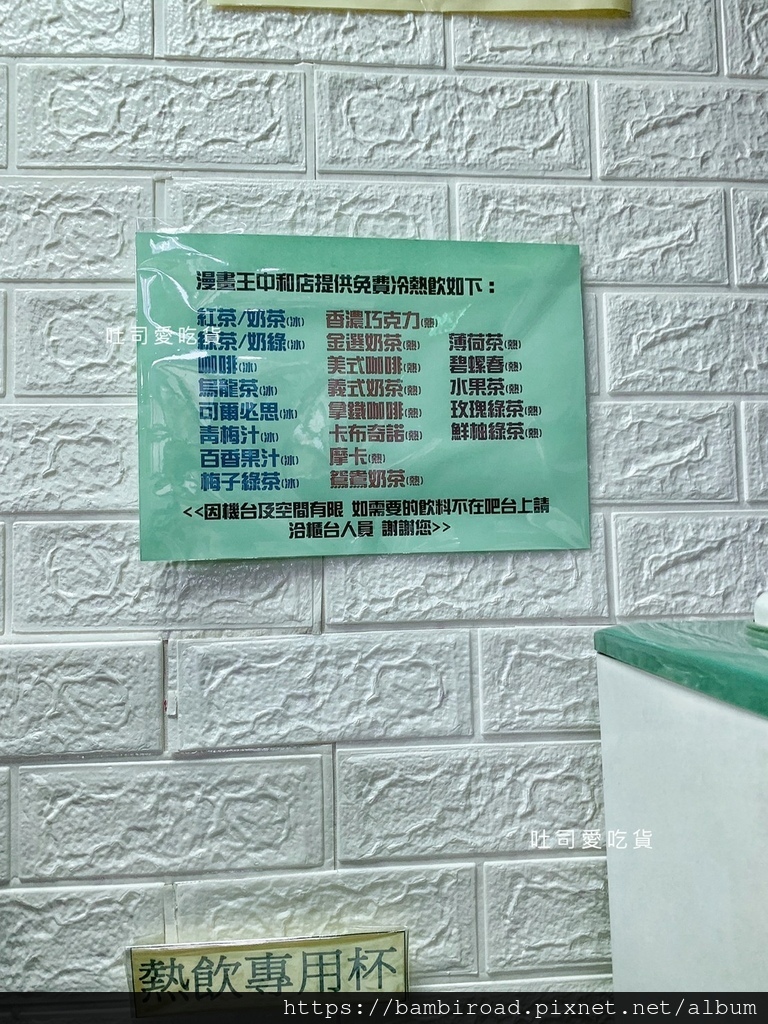 漫畫王中和店提供免費冷熱飲如下：
紅茶/奶茶(冰) 香濃巧克力(熱)
綠茶/奶綠(冰) 金選奶茶(熱) 薄荷茶(熱)
咖啡(冰) 美式咖啡(熱) 碧螺春(熱)
烏龍茶(冰) 義式奶茶(熱) 水果茶(熱)
可爾必思(冰) 拿鐵咖啡(熱) 玫瑰綠茶(熱)
青梅汁(冰) 卡布奇諾(熱) 鮮柚綠茶(熱)
百香果汁(冰) 摩卡(熱)
梅子綠茶(冰) 鴛鴦奶茶(熱)
<<因機台及空間有限 如需要的飲料不在吧台上請
洽櫃台人員 謝謝您>>
吐司愛吃貨
吐司愛吃貨
熱飲專用杯
https://bambiroad.pixnet.net/album